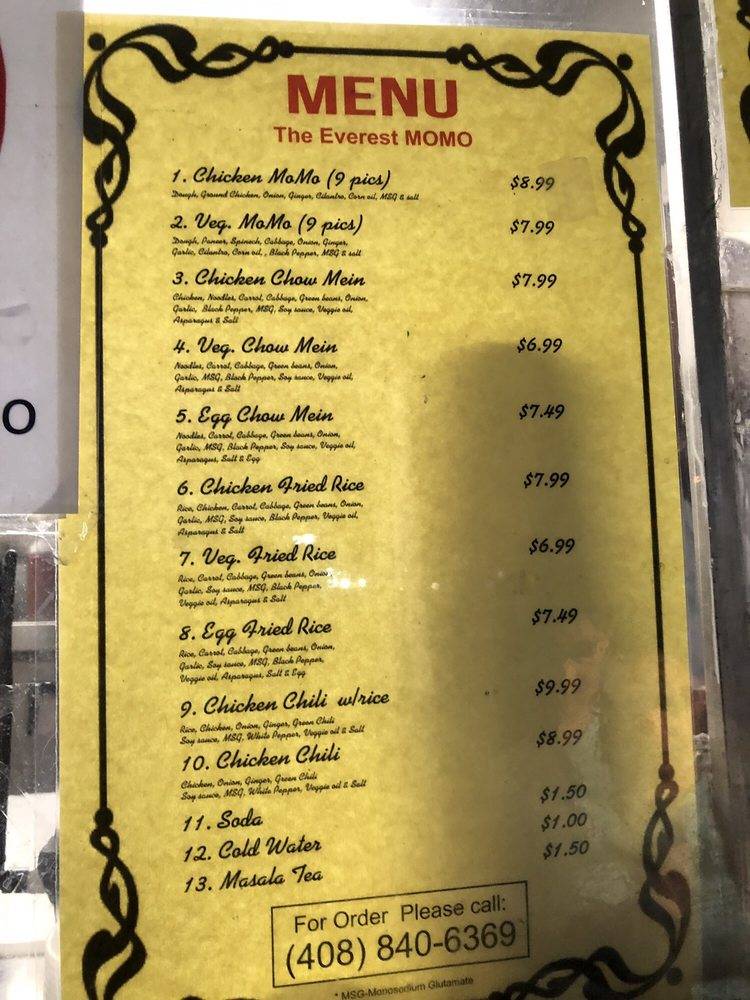 MENU
The Everest MOMO
1. Chicken MoMo (9 pics) $8.99
Dough, Ground Chicken, Onion, Ginger, Cilantro, Corn oil, MSG & salt
2. Veg. MoMo (9 pics) $7.99
Dough, Paneer, Spinach, Cabbage, Onion, Ginger,
Garlic, Cilantro, Corn oil, , Black Pepper, MSG & salt
3. Chicken Chow Mein $7.99
Chicken, Noodles, Carrot, Cabbage, Green beans, Onion,
Garlic, Black Pepper, MSG, Soy sauce, Veggie oil,
Asparagus & Salt
4. Veg. Chow Mein $6.99
Noodles, Carrot, Cabbage, Green beans, Onion,
Garlic, MSG, Black Pepper, Soy sauce, Veggie oil,
Asparagus & Salt
5. Egg Chow Mein $7.49
Noodles, Carrot, Cabbage, Green beans, Onion,
Garlic, MSG, Black Pepper, Soy sauce, Veggie oil,
Asparagus, Salt & Egg
6. Chicken Fried Rice $7.99
Rice, Chicken, Carrot, Cabbage, Green beans, Onion,
Garlic, MSG, Soy sauce, Black Pepper, Veggie oil,
Asparagus & Salt
7. Veg. Fried Rice $6.99
Rice, Carrot, Cabbage, Green beans, Onion,
Garlic, Soy sauce, MSG, Black Pepper,
Veggie oil, Asparagus & Salt
8. Egg Fried Rice $7.49
Rice, Carrot, Cabbage, Green beans, Onion,
Garlic, Soy sauce, MSG, Black Pepper,
Veggie oil, Asparagus, Salt & Egg
9. Chicken Chili w/rice $9.99
Rice, Chicken, Onion, Ginger, Green Chili
Soy sauce, MSG, White Pepper, Veggie oil & Salt
10. Chicken Chili $8.99
Chicken, Onion, Ginger, Green Chili
Soy sauce, MSG, White Pepper, Veggie oil & Salt
11. Soda $1.50
12. Cold Water $1.00
13. Masala Tea $1.50
For Order Please call:
(408) 840-6369
* MSG-Monosodium Glutamate
o